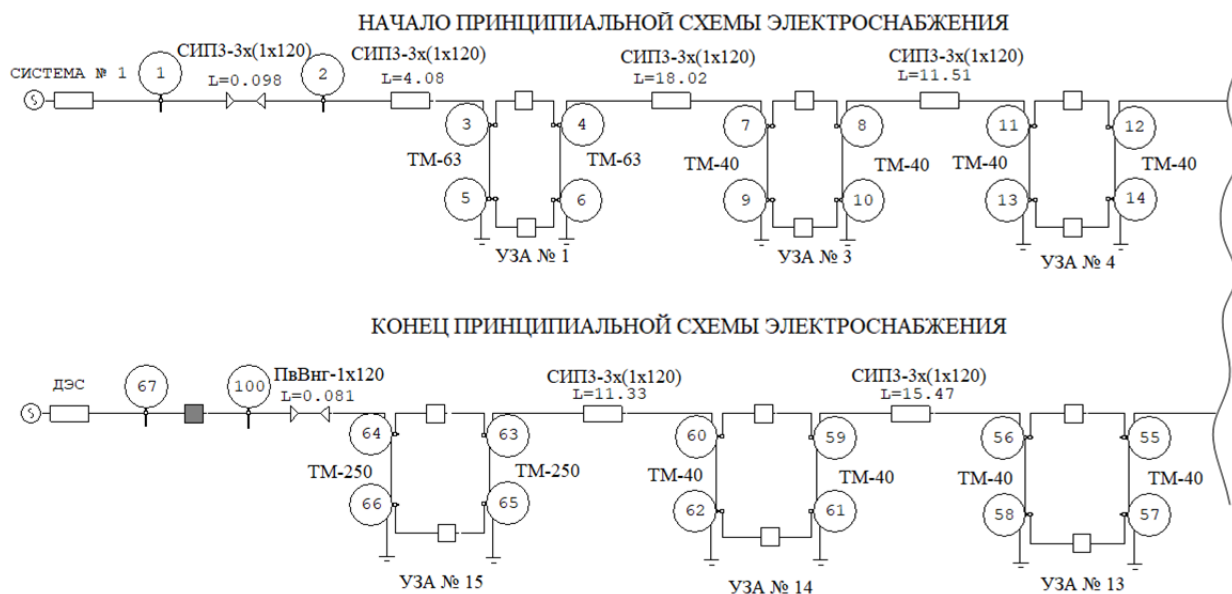 НАЧАЛО ПРИНЦИПИАЛЬНОЙ СХЕМЫ ЭЛЕКТРОСНАБЖЕНИЯ
СИП3-3х(1х120)
СИП3-3х(1х120)
СИП3-3х(1х120)
СИП3-3х(1х120)
СИСТЕМА № 1
1
L=0.098
2
L=4.08
L=18.02
L=11.51
S
3
4
7
8
11
12
ТМ-63
ТМ-63
ТМ-40
ТМ-40
ТМ-40
ТМ-40
5
6
9
10
13
14
УЗА № 1
УЗА № 3
УЗА № 4
КОНЕЦ ПРИНЦИПИАЛЬНОЙ СХЕМЫ ЭЛЕКТРОСНАБЖЕНИЯ
ДЭС
67
100
ПвВнг-1х120
L=0.081
СИП3-3х(1х120)
L=11.33
СИП3-3х(1х120)
L=15.47
S
64
63
60
59
56
55
ТМ-250
ТМ-250
ТМ-40
ТМ-40
ТМ-40
ТМ-40
66
65
62
61
58
57
УЗА № 15
УЗА № 14
УЗА № 13